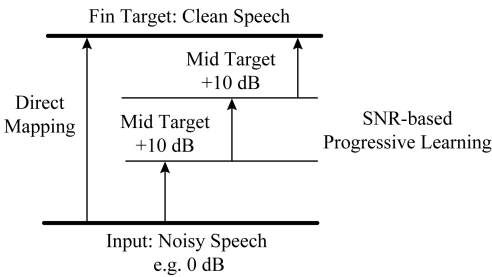 Fin Target: Clean Speech
Mid Target
+10 dB
Direct
Mapping
Mid Target
+10 dB
SNR-based
Progressive Learning
Input: Noisy Speech
e.g. 0 dB